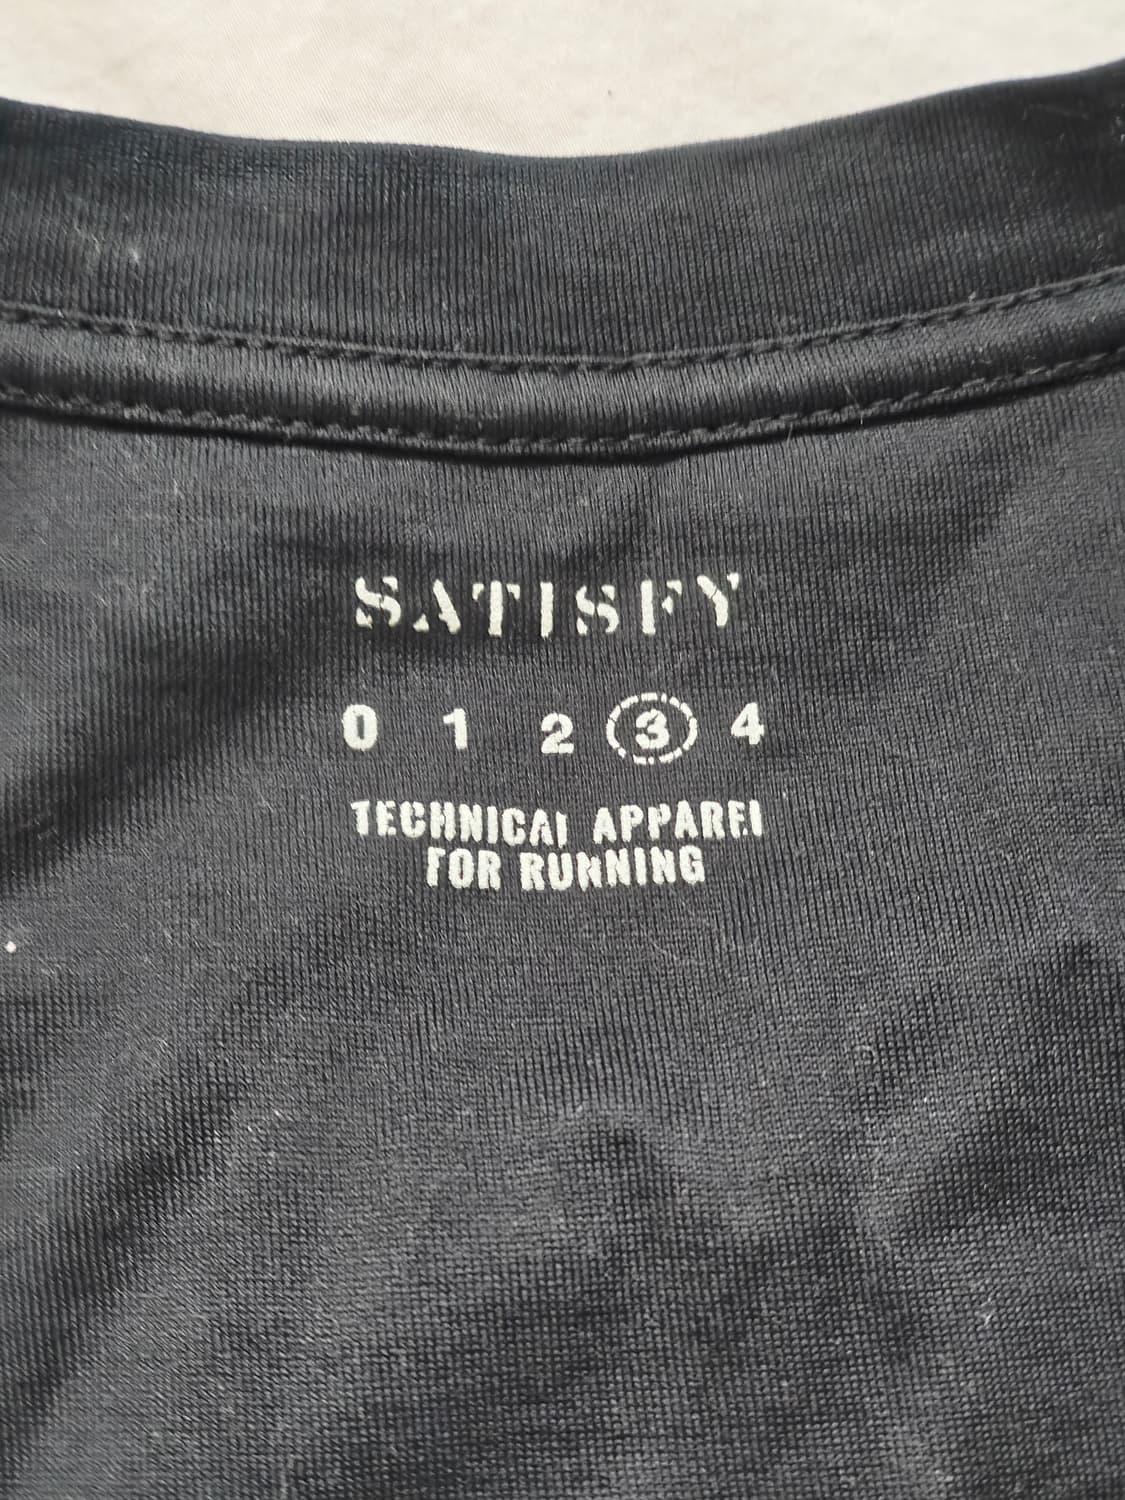 SATISFY
0 1 2 3 4
TECHNICAL APPAREL
FOR RUNNING